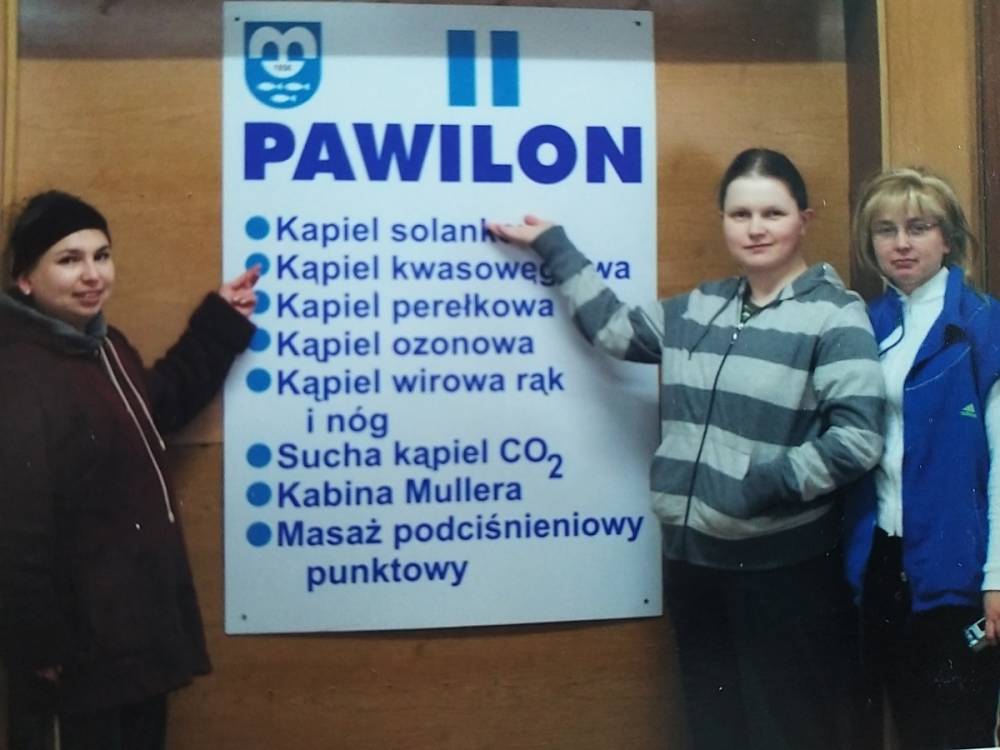 II
PAWILON
Kąpiel
Kąpiel
Kąpiel perełkowa
Kąpiel ozonowa
Kąpiel wirowa rąk
i nóg
Sucha kąpiel CO2
Kabina Mullera
Masaż podciśnieniowy
punktowy